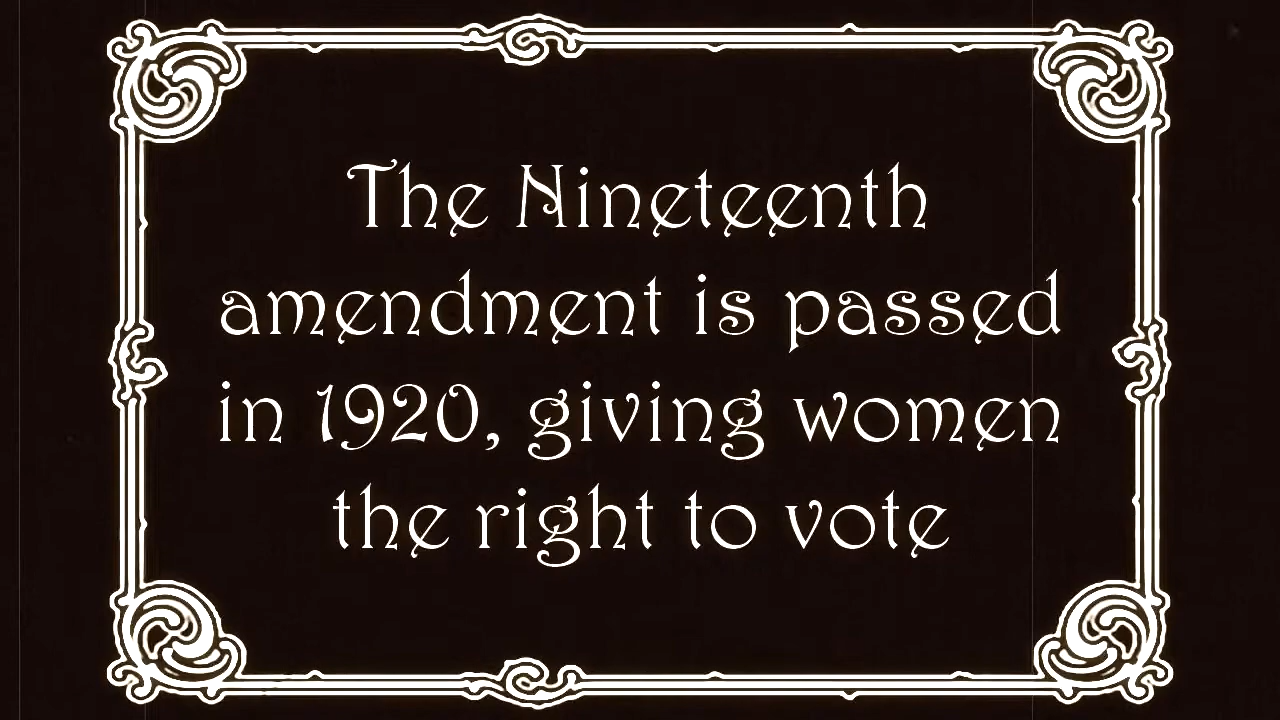 The Nineteenth
amendment is passed
in 1920, giving women
the right to vote